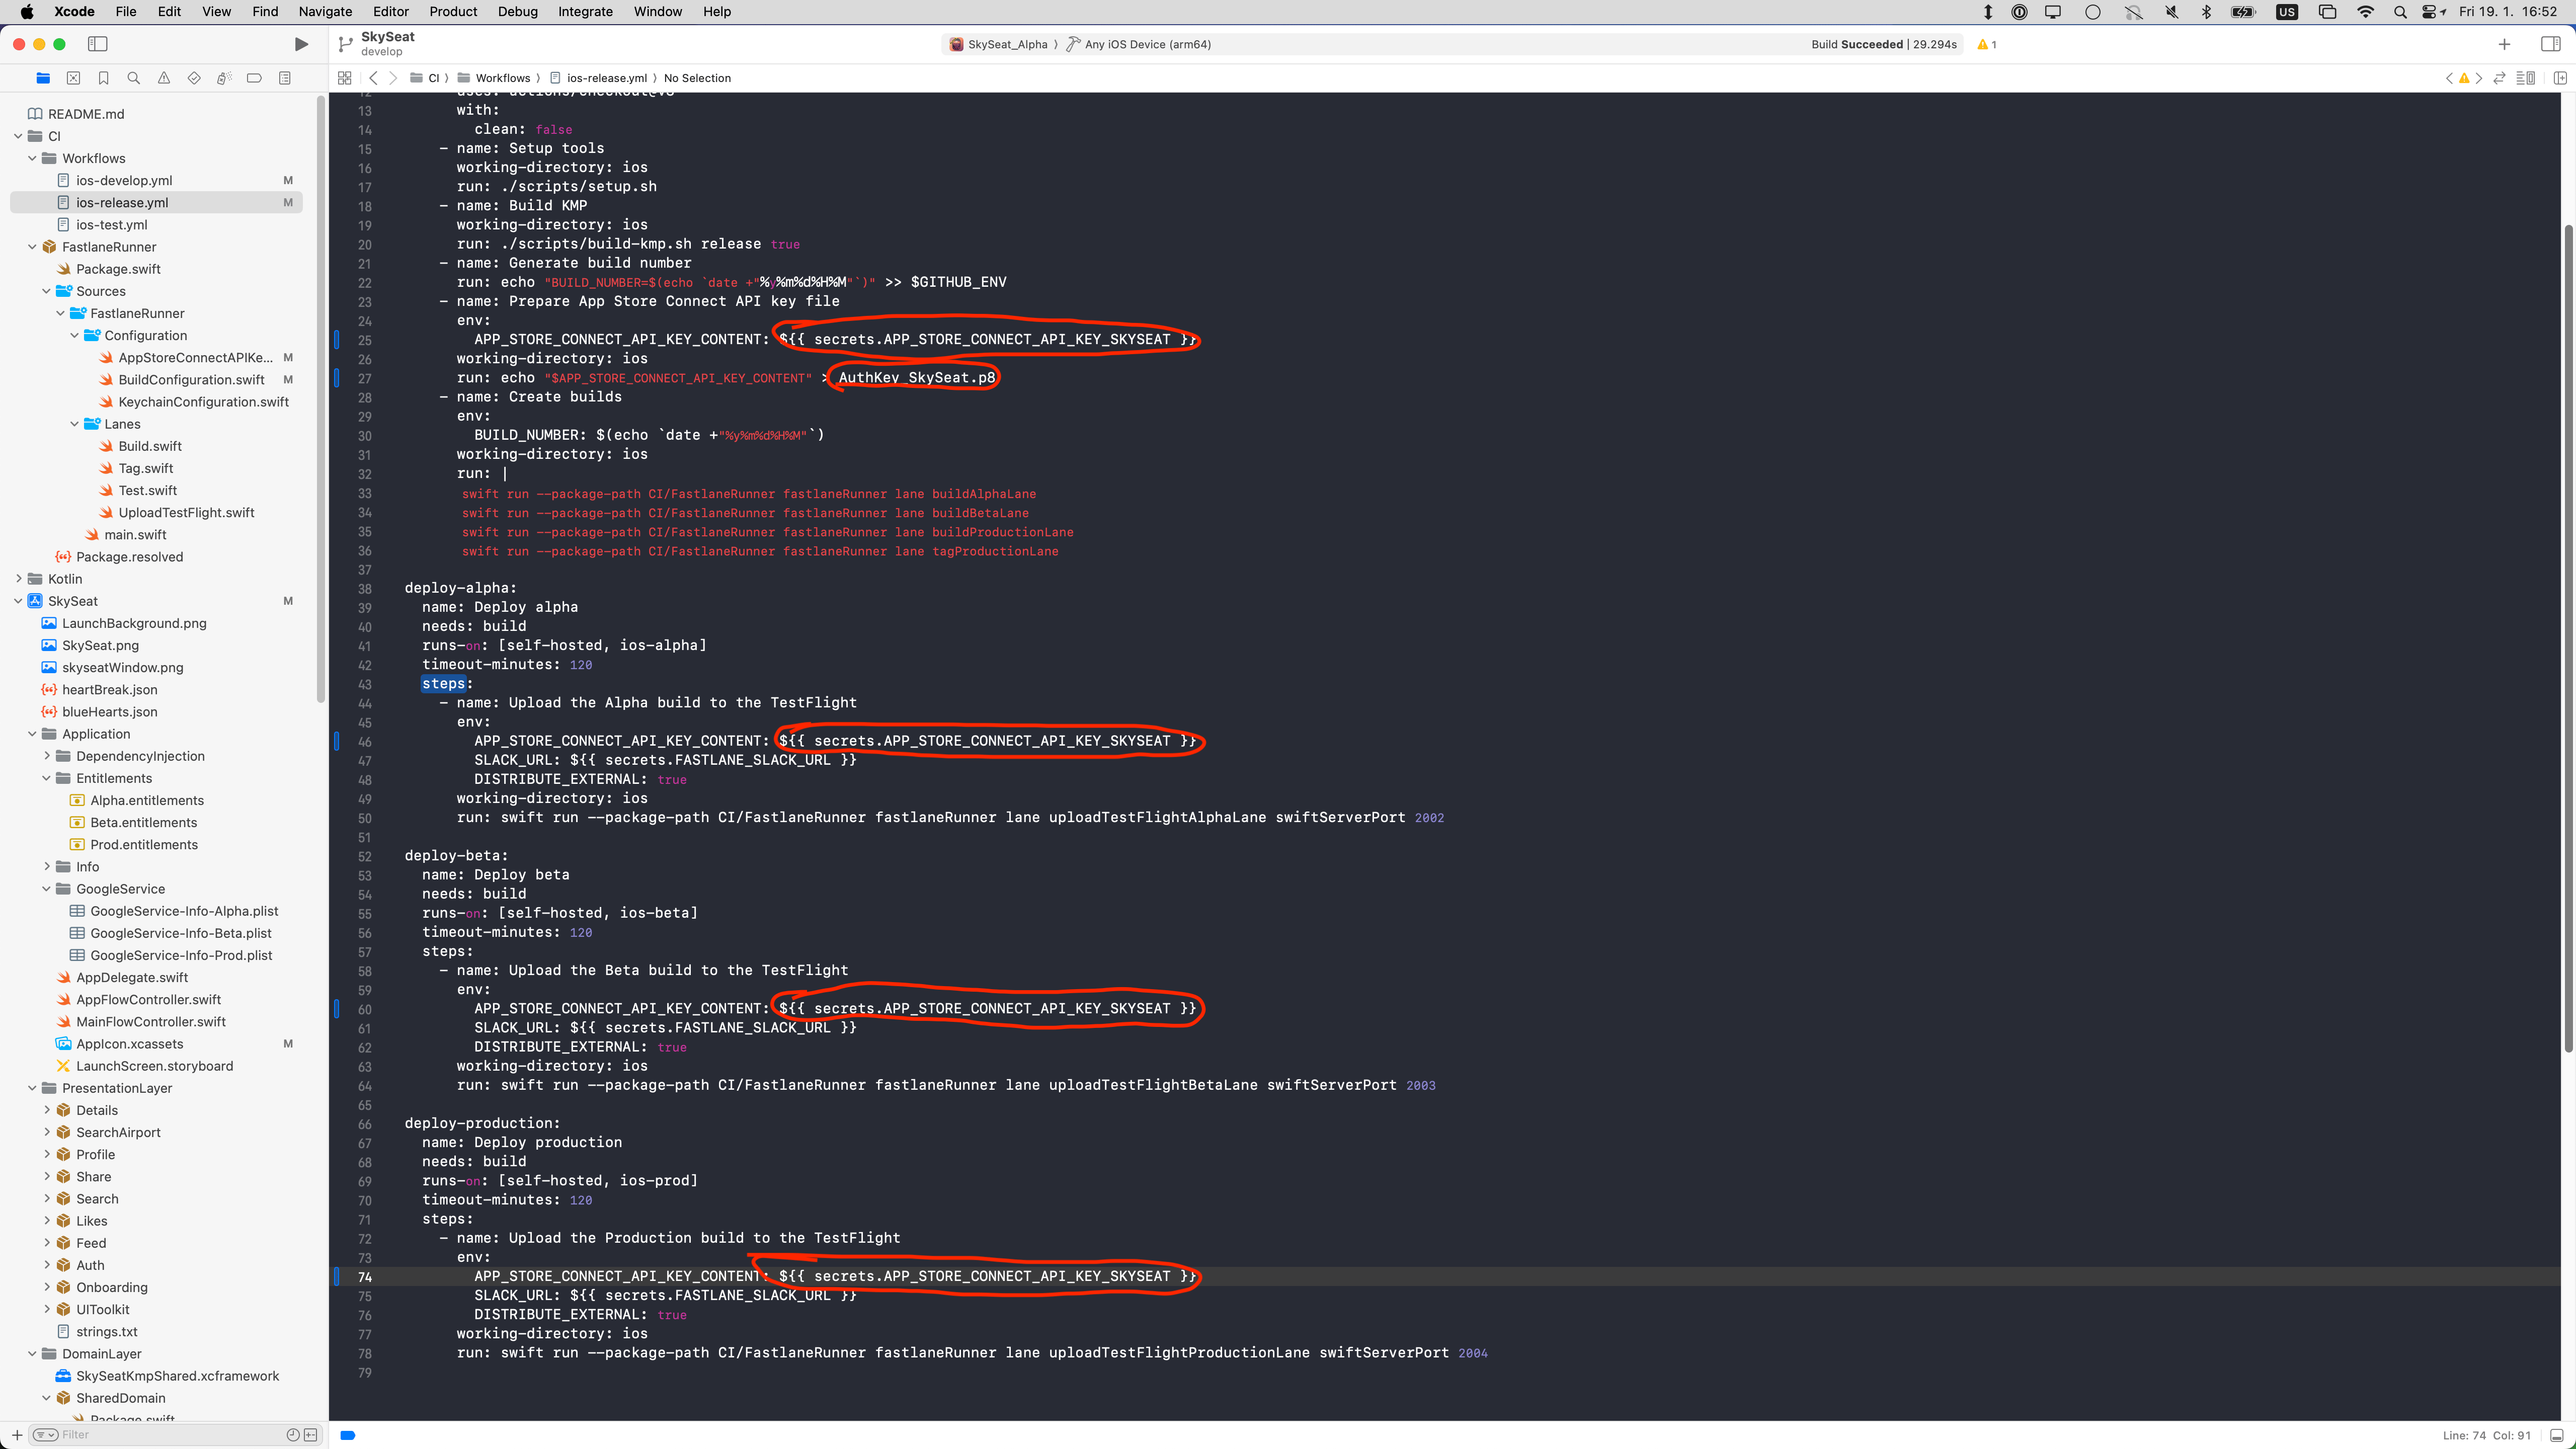 Xcode File Edit View Find Navigate Editor Product Debug Integrate Window Help US Fri 19. 1. 16:52
SkySeat
develop
SkySeat_Alpha 〉 Any iOS Device (arm64) Build Succeeded | 29.294s 1
CI 〉 Workflows 〉 ios-release.yml 〉 No Selection
README.md
CI
Workflows
ios-develop.yml M
ios-release.yml M
ios-test.yml
FastlaneRunner
Package.swift
Sources
FastlaneRunner
Configuration
AppStoreConnectAPIKe... M
BuildConfiguration.swift M
KeychainConfiguration.swift
Lanes
Build.swift
Tag.swift
Test.swift
UploadTestFlight.swift
main.swift
Package.resolved
Kotlin
SkySeat M
LaunchBackground.png
SkySeat.png
skyseatWindow.png
heartBreak.json
blueHearts.json
Application
DependencyInjection
Entitlements
Alpha.entitlements
Beta.entitlements
Prod.entitlements
Info
GoogleService
GoogleService-Info-Alpha.plist
GoogleService-Info-Beta.plist
GoogleService-Info-Prod.plist
AppDelegate.swift
AppFlowController.swift
MainFlowController.swift
AppIcon.xcassets M
LaunchScreen.storyboard
PresentationLayer
Details
SearchAirport
Profile
Share
Search
Likes
Feed
Auth
Onboarding
UIToolkit
strings.txt
DomainLayer
SkySeatKmpShared.xcframework
SharedDomain
Package.swift
Filter
12 uses: actions/checkout@v3
13 with:
14 clean: false
15 - name: Setup tools
16 working-directory: ios
17 run: ./scripts/setup.sh
18 - name: Build KMP
19 working-directory: ios
20 run: ./scripts/build-kmp.sh release true
21 - name: Generate build number
22 run: echo "BUILD_NUMBER=$(echo `date +"%y%m%d%H%M"`)" >> $GITHUB_ENV
23 - name: Prepare App Store Connect API key file
24 env:
25 APP_STORE_CONNECT_API_KEY_CONTENT: ${{ secrets.APP_STORE_CONNECT_API_KEY_SKYSEAT }}
26 working-directory: ios
27 run: echo "$APP_STORE_CONNECT_API_KEY_CONTENT" > AuthKey_SkySeat.p8
28 - name: Create builds
29 env:
30 BUILD_NUMBER: $(echo `date +"%y%m%d%H%M"`)
31 working-directory: ios
32 run: |
33 swift run --package-path CI/FastlaneRunner fastlaneRunner lane buildAlphaLane
34 swift run --package-path CI/FastlaneRunner fastlaneRunner lane buildBetaLane
35 swift run --package-path CI/FastlaneRunner fastlaneRunner lane buildProductionLane
36 swift run --package-path CI/FastlaneRunner fastlaneRunner lane tagProductionLane
37
38 deploy-alpha:
39 name: Deploy alpha
40 needs: build
41 runs-on: [self-hosted, ios-alpha]
42 timeout-minutes: 120
43 steps:
44 - name: Upload the Alpha build to the TestFlight
45 env:
46 APP_STORE_CONNECT_API_KEY_CONTENT: ${{ secrets.APP_STORE_CONNECT_API_KEY_SKYSEAT }}
47 SLACK_URL: ${{ secrets.FASTLANE_SLACK_URL }}
48 DISTRIBUTE_EXTERNAL: true
49 working-directory: ios
50 run: swift run --package-path CI/FastlaneRunner fastlaneRunner lane uploadTestFlightAlphaLane swiftServerPort 2002
51
52 deploy-beta:
53 name: Deploy beta
54 needs: build
55 runs-on: [self-hosted, ios-beta]
56 timeout-minutes: 120
57 steps:
58 - name: Upload the Beta build to the TestFlight
59 env:
60 APP_STORE_CONNECT_API_KEY_CONTENT: ${{ secrets.APP_STORE_CONNECT_API_KEY_SKYSEAT }}
61 SLACK_URL: ${{ secrets.FASTLANE_SLACK_URL }}
62 DISTRIBUTE_EXTERNAL: true
63 working-directory: ios
64 run: swift run --package-path CI/FastlaneRunner fastlaneRunner lane uploadTestFlightBetaLane swiftServerPort 2003
65
66 deploy-production:
67 name: Deploy production
68 needs: build
69 runs-on: [self-hosted, ios-prod]
70 timeout-minutes: 120
71 steps:
72 - name: Upload the Production build to the TestFlight
73 env:
74 APP_STORE_CONNECT_API_KEY_CONTENT: ${{ secrets.APP_STORE_CONNECT_API_KEY_SKYSEAT }}
75 SLACK_URL: ${{ secrets.FASTLANE_SLACK_URL }}
76 DISTRIBUTE_EXTERNAL: true
77 working-directory: ios
78 run: swift run --package-path CI/FastlaneRunner fastlaneRunner lane uploadTestFlightProductionLane swiftServerPort 2004
79
Line: 74 Col: 91